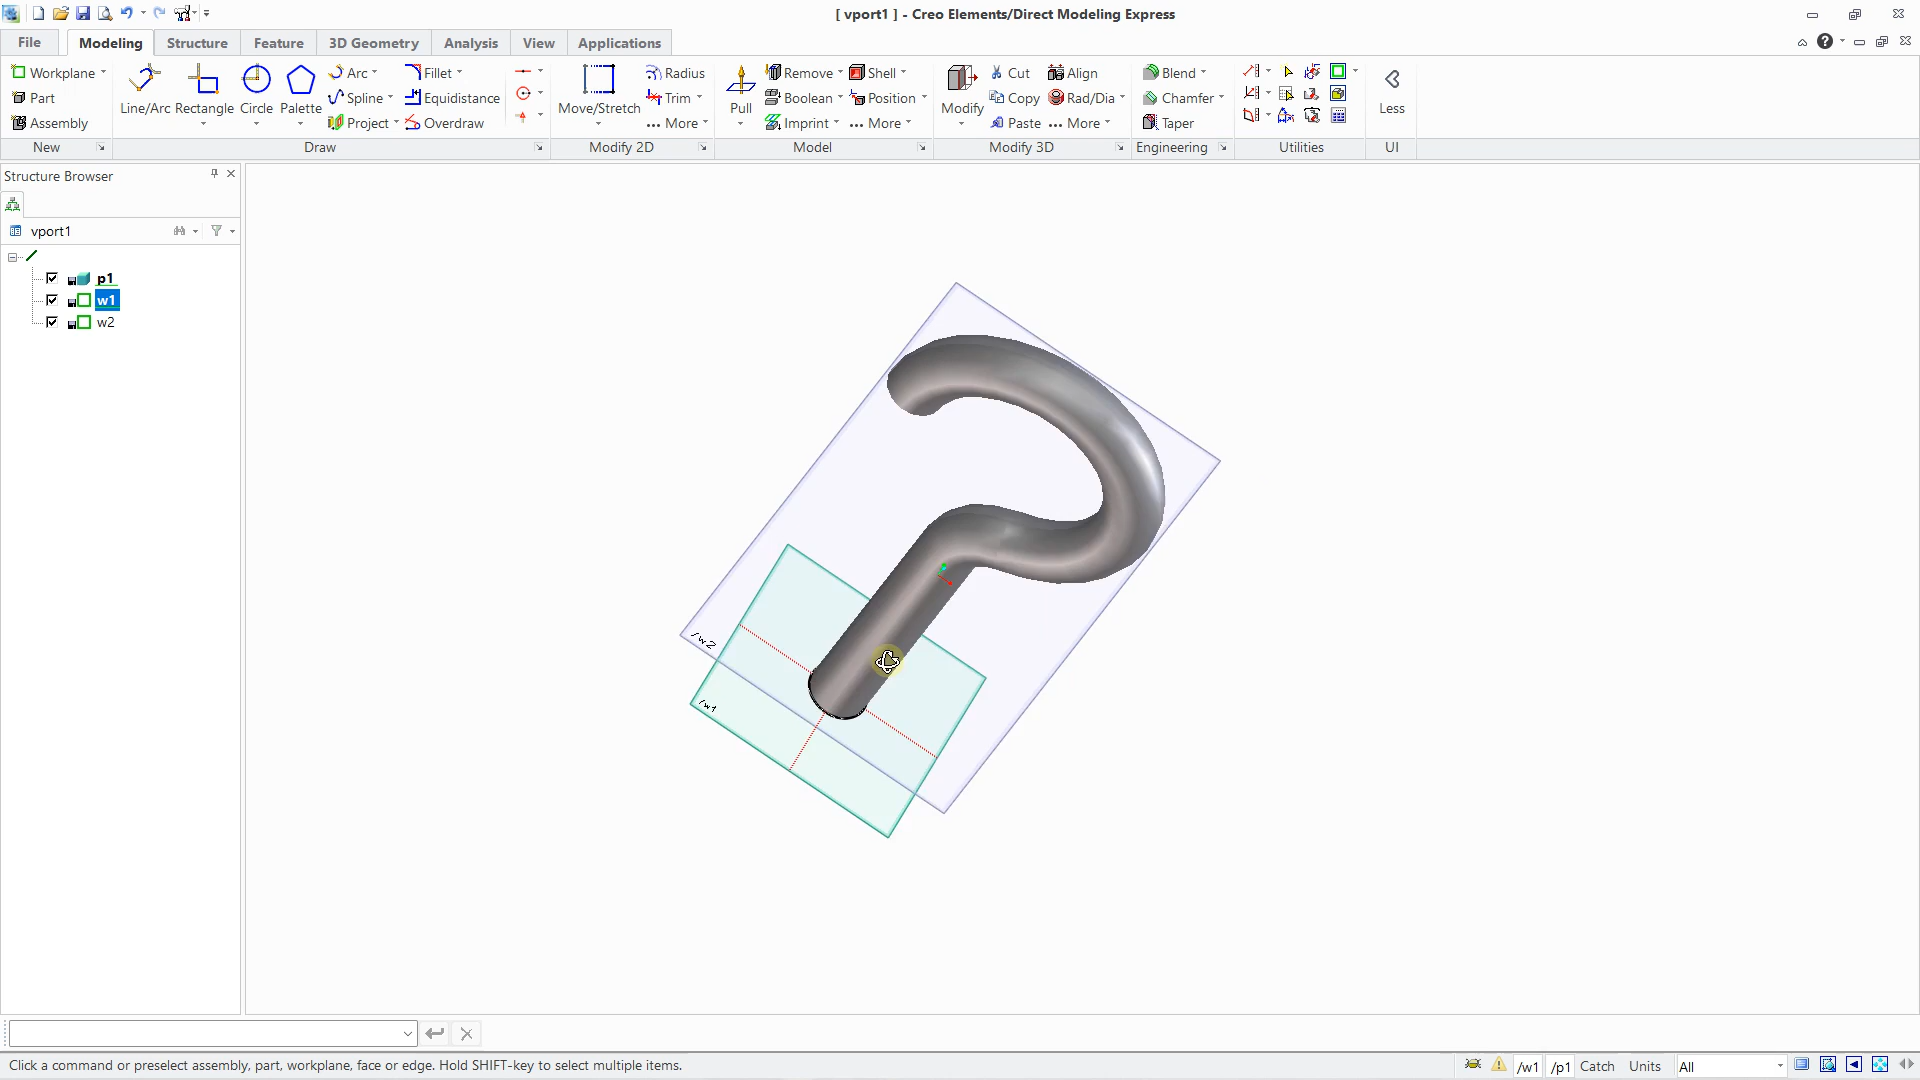 [ vport1 ] - Creo Elements/Direct Modeling Express
File Modeling Structure Feature 3D Geometry Analysis View Applications
Workplane Line/Arc Rectangle Circle Palette Arc Fillet Move/Stretch Radius Pull Remove Shell Modify Cut Align Blend Less
Part Spline Equidistance Trim Boolean Position Copy Rad/Dia Chamfer
Assembly Project Overdraw ... More Imprint ... More Paste ... More Taper
New Draw Modify 2D Model Modify 3D Engineering Utilities UI
Structure Browser
vport1
p1
w1
w2
/w2
/w1
Click a command or preselect assembly, part, workplane, face or edge. Hold SHIFT-key to select multiple items.
/w1 /p1 Catch Units All